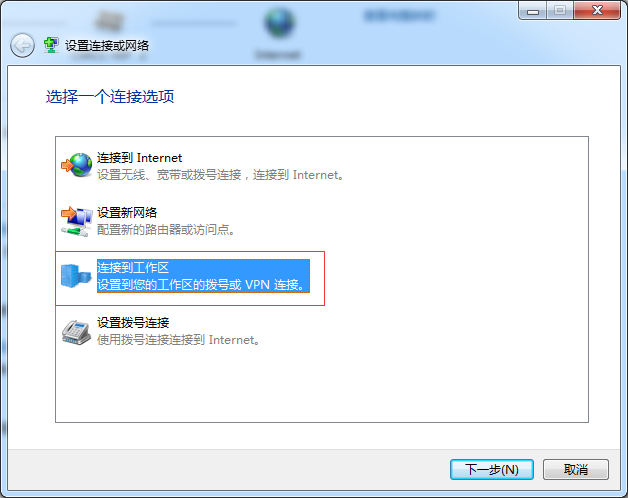 设置连接或网络
选择一个连接选项
连接到 Internet
设置无线、宽带或拨号连接，连接到 Internet。
设置新网络
配置新的路由器或访问点。
连接到工作区
设置到您的工作区的拨号或 VPN 连接。
设置拨号连接
使用拨号连接连接到 Internet。
下一步(N)
取消